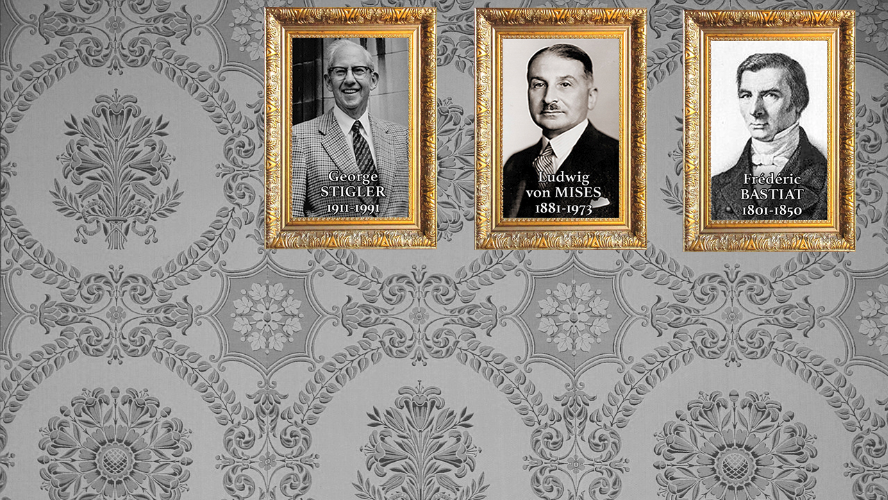 George
STIGLER
1911-1991
Ludwig
von MISES
1881-1973
Frédéric
BASTIAT
1801-1850